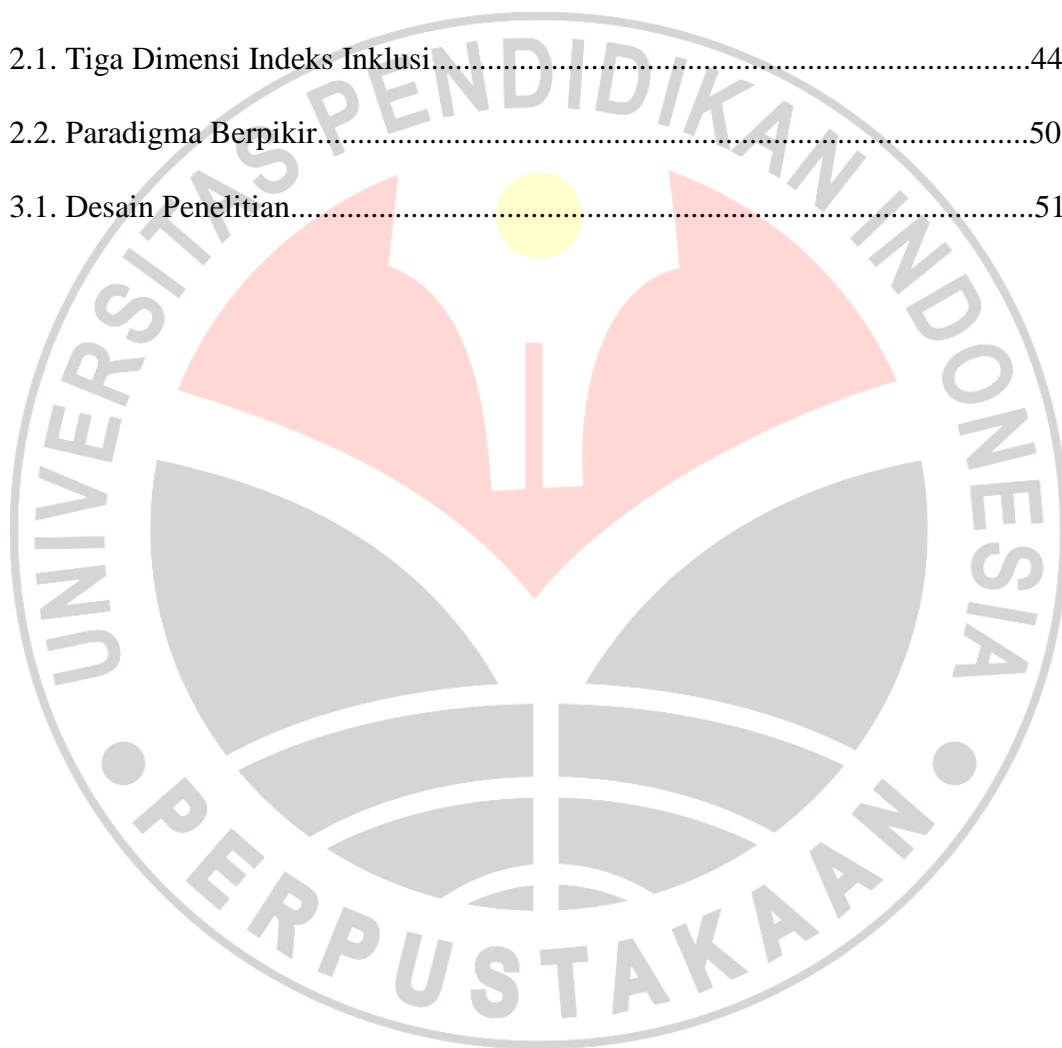 2.1. Tiga Dimensi Indeks Inklusi...........................................................................44
2.2. Paradigma Berpikir.........................................................................................50
3.1. Desain Penelitian.............................................................................................51
UNIVERSITAS PENDIDIKAN INDONESIA
PERPUSTAKAAN